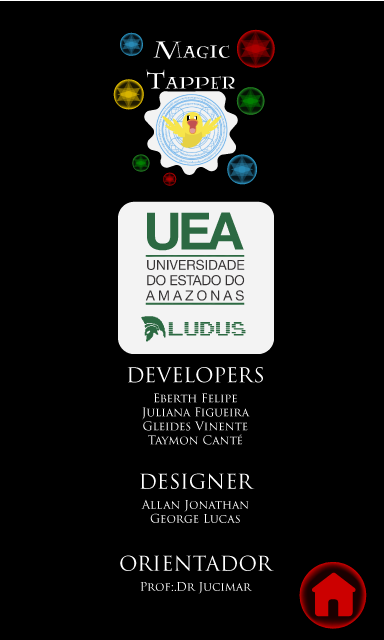 Magic
Tapper
UEA
UNIVERSIDADE
DO ESTADO DO
AMAZONAS
LUDUS
DEVELOPERS
Eberth Felipe
Juliana Figueira
Gleides Vinente
Taymon Canté
DESIGNER
Allan Jonathan
George Lucas
ORIENTADOR
Prof:.Dr Jucimar